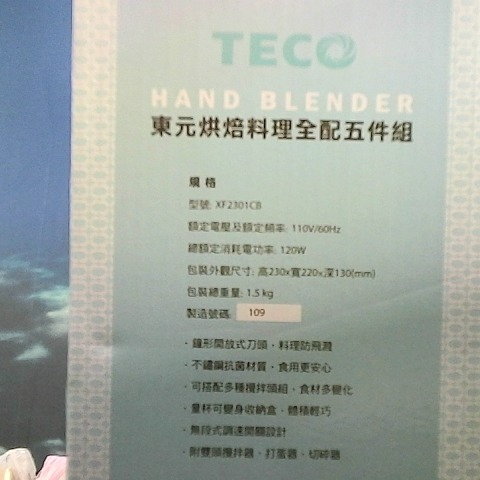 TECO
HAND BLENDER
東元烘焙料理全配五件組
規格
型號: XF2301CB
額定電壓及額定頻率: 110V/60Hz
總額定消耗電功率: 120W
包裝外觀尺寸: 高230x寬220x深130(mm)
包裝總重量: 1.5 kg
製造號碼: 109
·鐘形開放式刀頭,料理防飛濺
·不鏽鋼抗菌材質,食用更安心
·可搭配多種攪拌頭組,食材多變化
·量杯可變身收納盒,體積輕巧
·無段式調速開關設計
·附雙頭攪拌器、打蛋器、切碎器